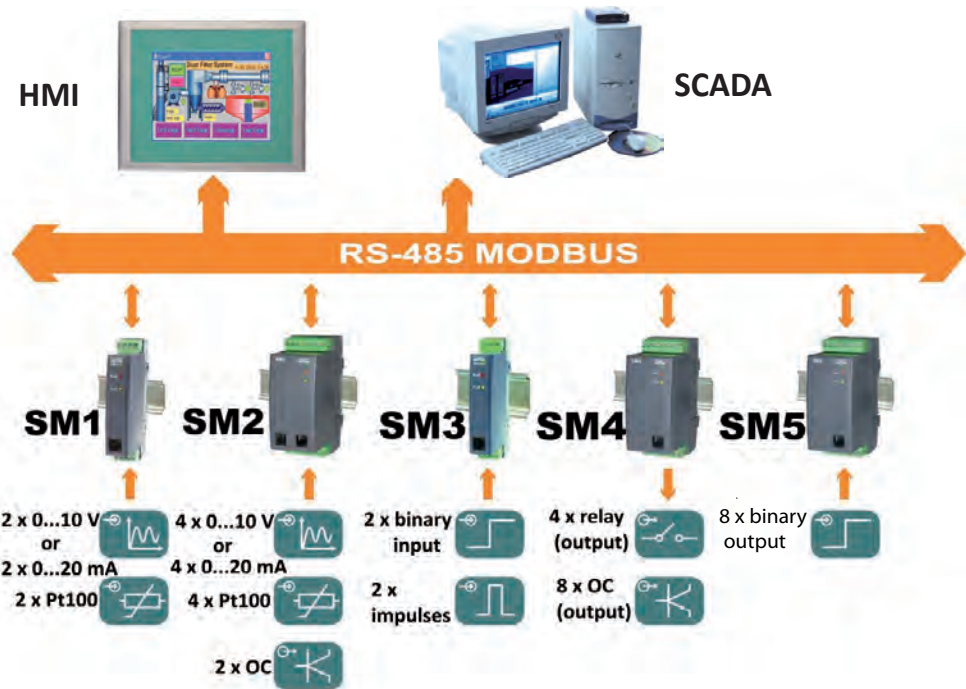 HMI
SCADA
RS-485 MODBUS
SM1
SM2
SM3
SM4
SM5
2 x 0...10 V
or
2 x 0...20 mA
2 x Pt100
4 x 0...10 V
or
4 x 0...20 mA
4 x Pt100
2 x OC
2 x binary
input
2 x
impulses
4 x relay
(output)
8 x OC
(output)
8 x binary
output